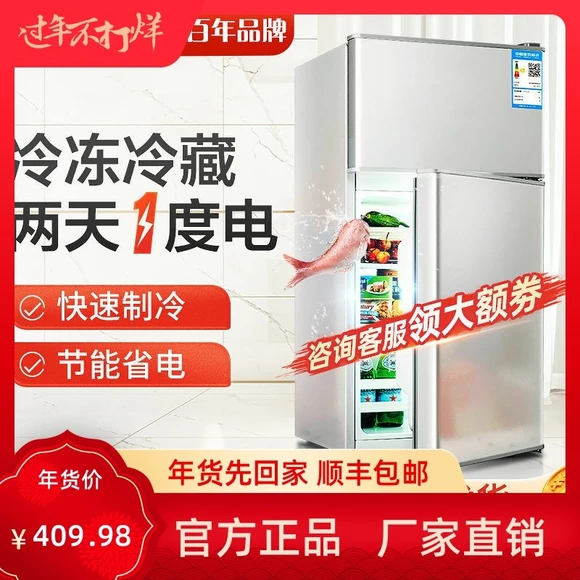 过年不打烊
百年品牌
冷冻冷藏
两天1度电
快速制冷
节能省电
咨询客服领大额券
年货价
¥409.98
年货先回家 顺丰包邮
官方正品 厂家直销